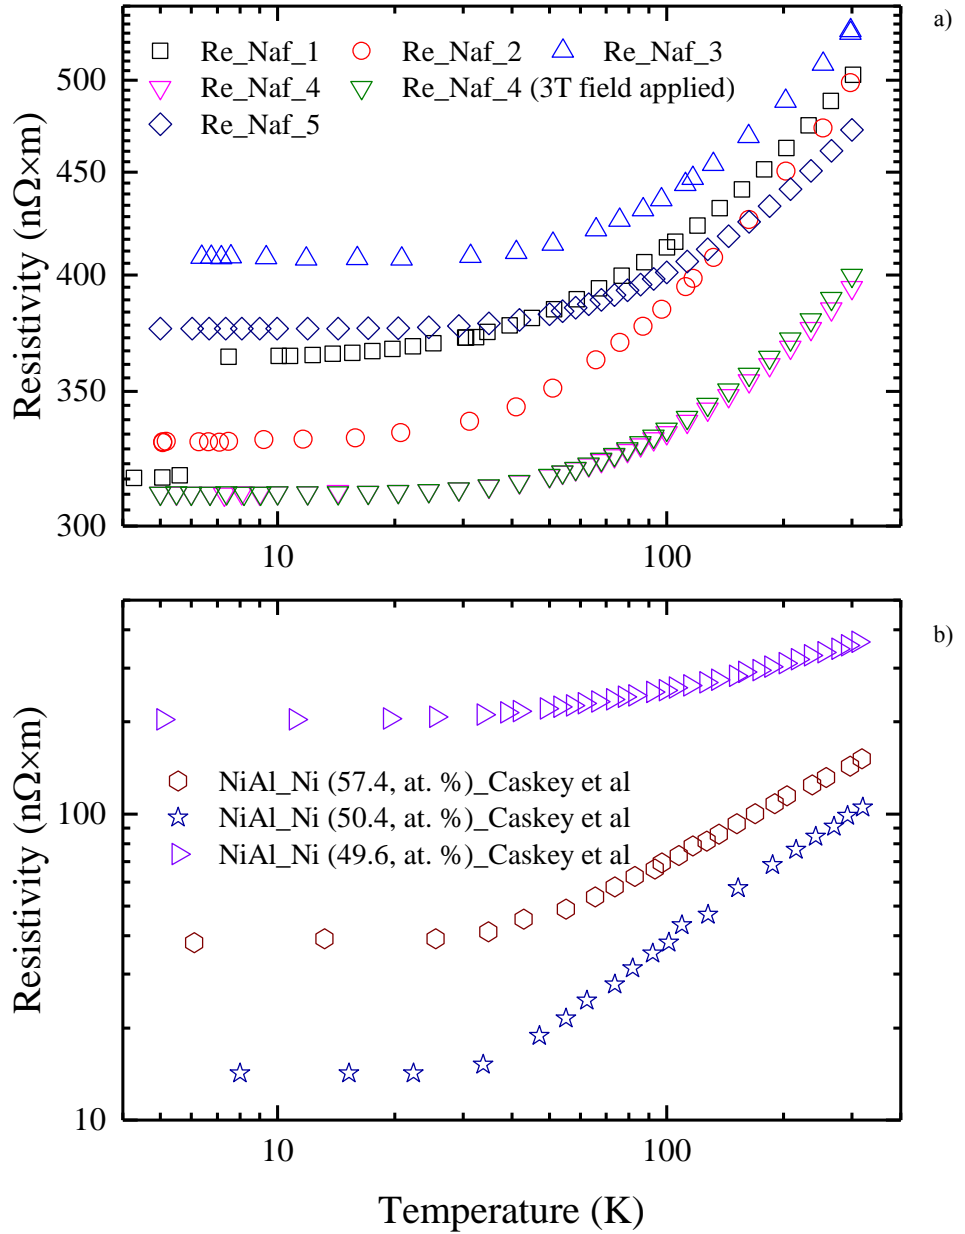 a)
Re_Naf_1 Re_Naf_2 Re_Naf_3
Re_Naf_4 Re_Naf_4 (3T field applied)
Re_Naf_5
500
450
400
350
300
Resistivity (nΩ×m)
10 100
b)
NiAl_Ni (57.4, at. %)_Caskey et al
NiAl_Ni (50.4, at. %)_Caskey et al
NiAl_Ni (49.6, at. %)_Caskey et al
100
10
Resistivity (nΩ×m)
10 100
Temperature (K)